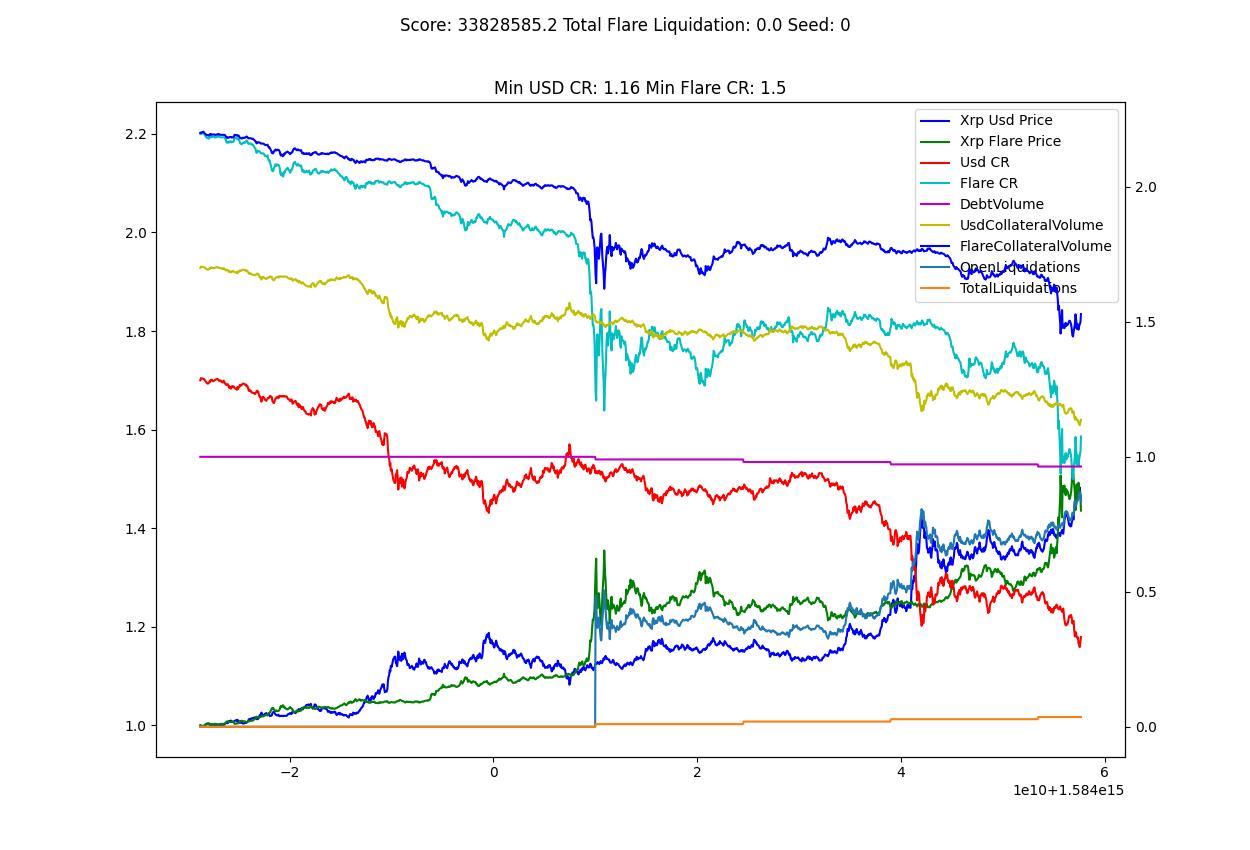 Score: 33828585.2 Total Flare Liquidation: 0.0 Seed: 0
Min USD CR: 1.16 Min Flare CR: 1.5
Xrp Usd Price
Xrp Flare Price
Usd CR
Flare CR
DebtVolume
UsdCollateralVolume
FlareCollateralVolume
OpenLiquidations
TotalLiquidations
2.2
2.0
1.8
1.6
1.4
1.2
1.0
2.0
1.5
1.0
0.5
0.0
−2 0 2 4 6
1e10+1.584e15